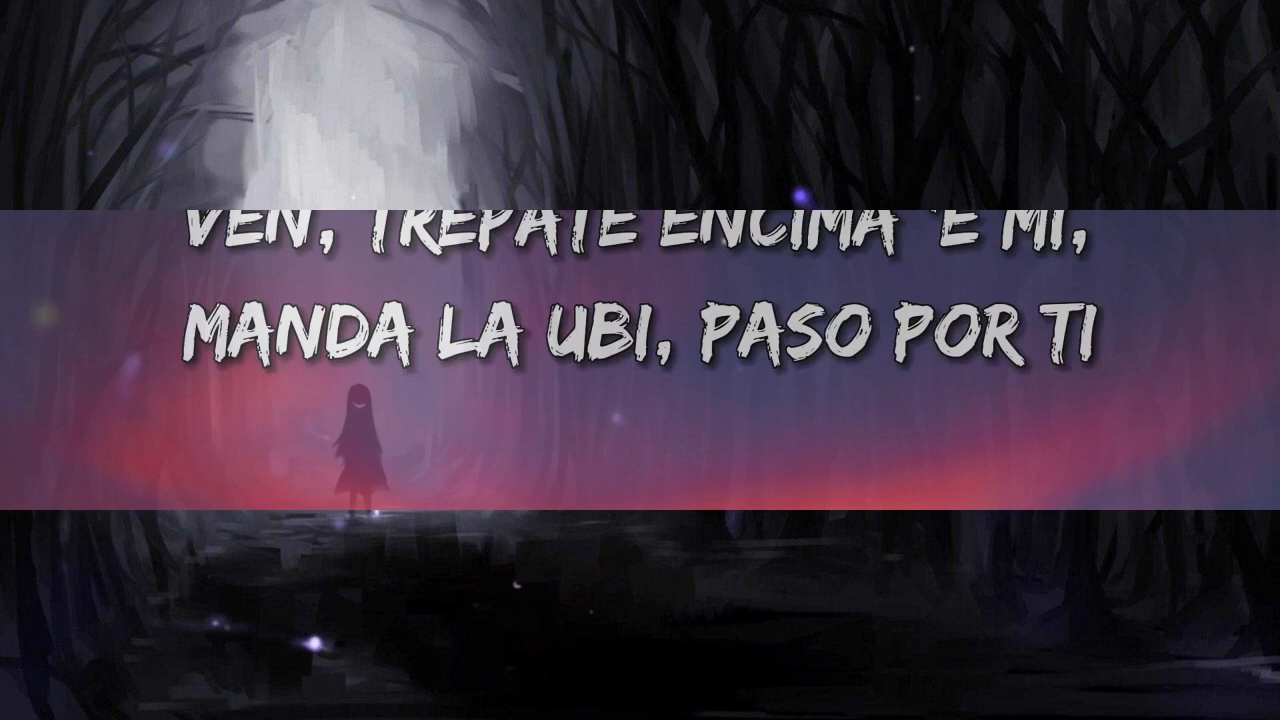 VEN, TREPATE ENCIMA 'E MI,
MANDA LA UBI, PASO POR TI